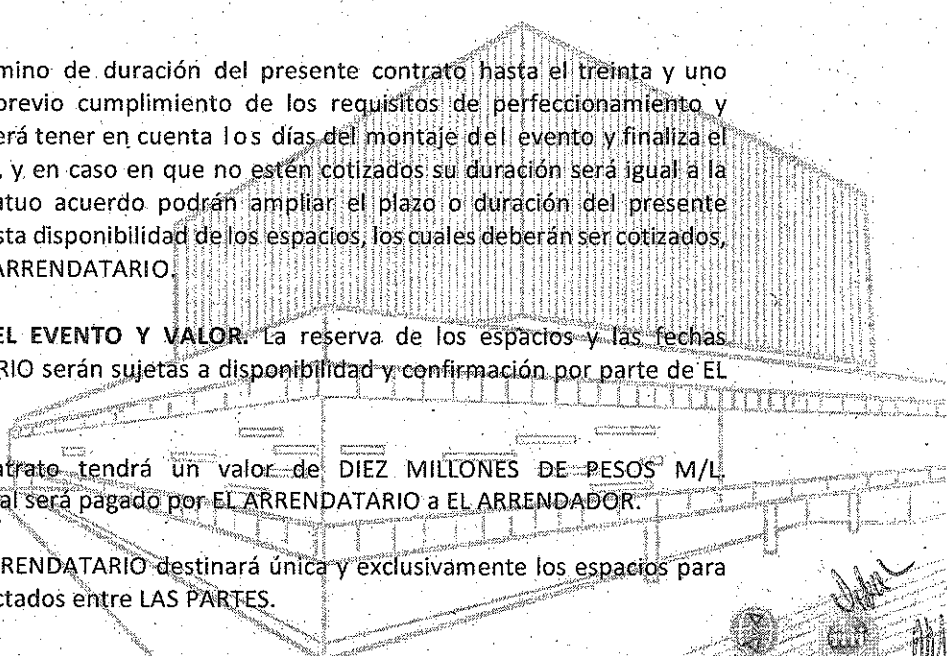 mino de duración del presente contrato hasta el treinta y uno
previo cumplimiento de los requisitos de perfeccionamiento y
erá tener en cuenta los días del montaje del evento y finaliza el
, y en caso en que no estén cotizados su duración será igual a la
utuo acuerdo podrán ampliar el plazo o duración del presente
sta disponibilidad de los espacios, los cuales deberán ser cotizados,
ARRENDATARIO.
EL EVENTO Y VALOR. La reserva de los espacios y las fechas
RIO serán sujetas a disponibilidad y confirmación por parte de EL
ntrato tendrá un valor de DIEZ MILLONES DE PESOS M/L
al será pagado por EL ARRENDATARIO a EL ARRENDADOR.
RRENDATARIO destinará única y exclusivamente los espacios para
ctados entre LAS PARTES.